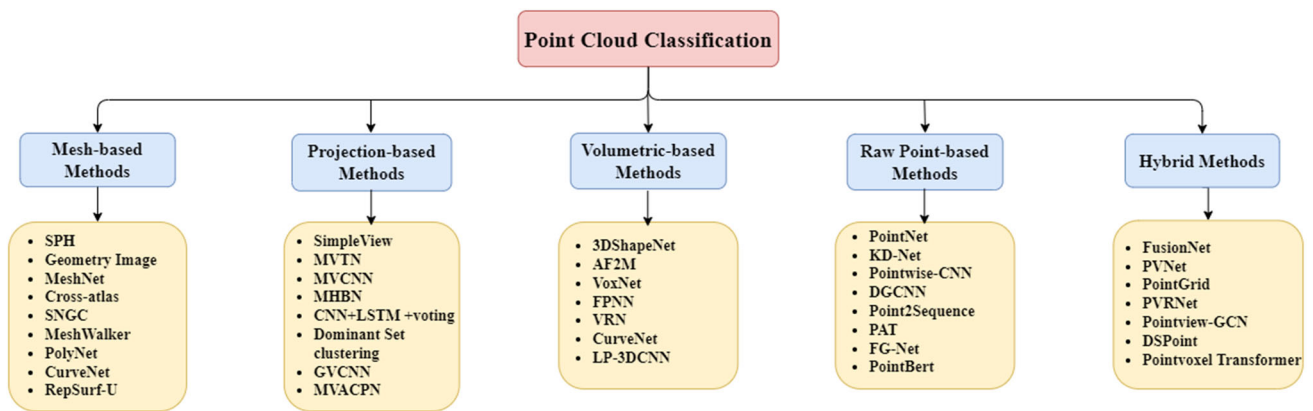 Point Cloud Classification
Mesh-based
Methods
Projection-based
Methods
Volumetric-based
Methods
Raw Point-based
Methods
Hybrid Methods
• SPH
• Geometry Image
• MeshNet
• Cross-atlas
• SNGC
• MeshWalker
• PolyNet
• CurveNet
• RepSurf-U
• SimpleView
• MVTN
• MVCNN
• MHBN
• CNN+LSTM +voting
• Dominant Set
clustering
• GVCNN
• MVACPN
• 3DShapeNet
• AF2M
• VoxNet
• FPNN
• VRN
• CurveNet
• LP-3DCNN
• PointNet
• KD-Net
• Pointwise-CNN
• DGCNN
• Point2Sequence
• PAT
• FG-Net
• PointBert
• FusionNet
• PVNet
• PointGrid
• PVRNet
• Pointview-GCN
• DSPoint
• Pointvoxel Transformer